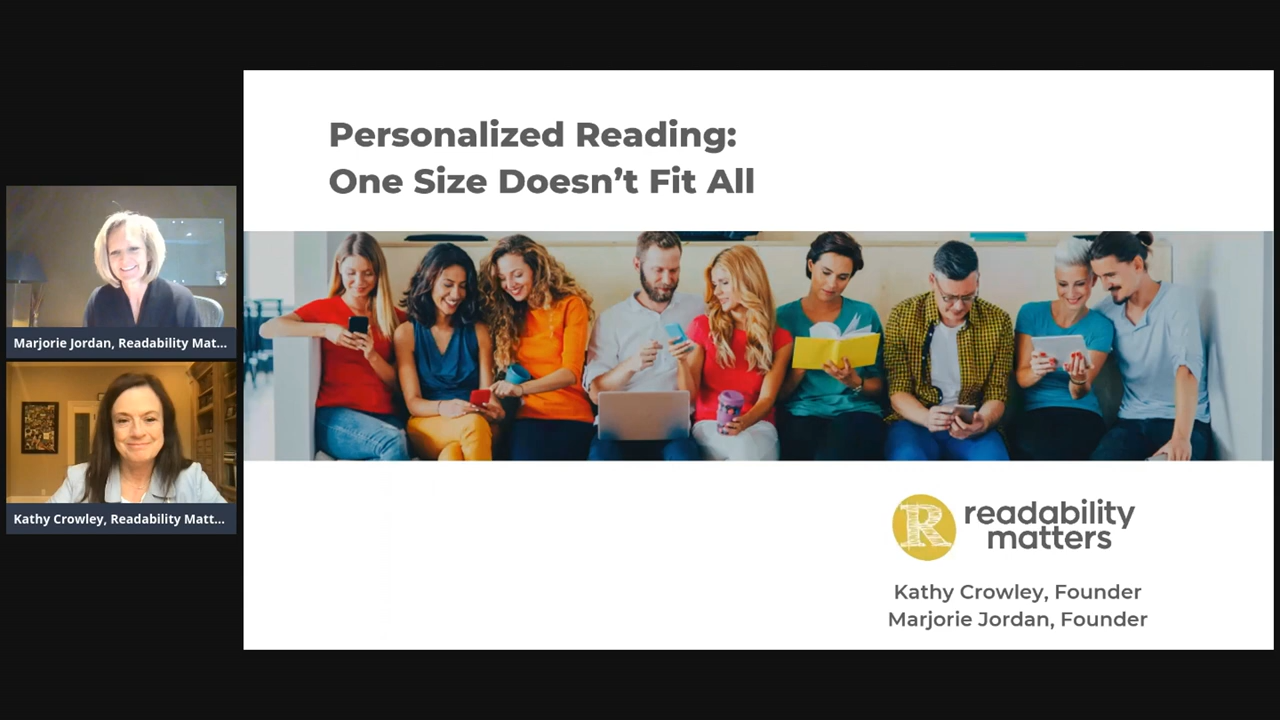 Personalized Reading:
One Size Doesn’t Fit All
Marjorie Jordan, Readability Mat...
Kathy Crowley, Readability Matt...
R
readability
matters
Kathy Crowley, Founder
Marjorie Jordan, Founder